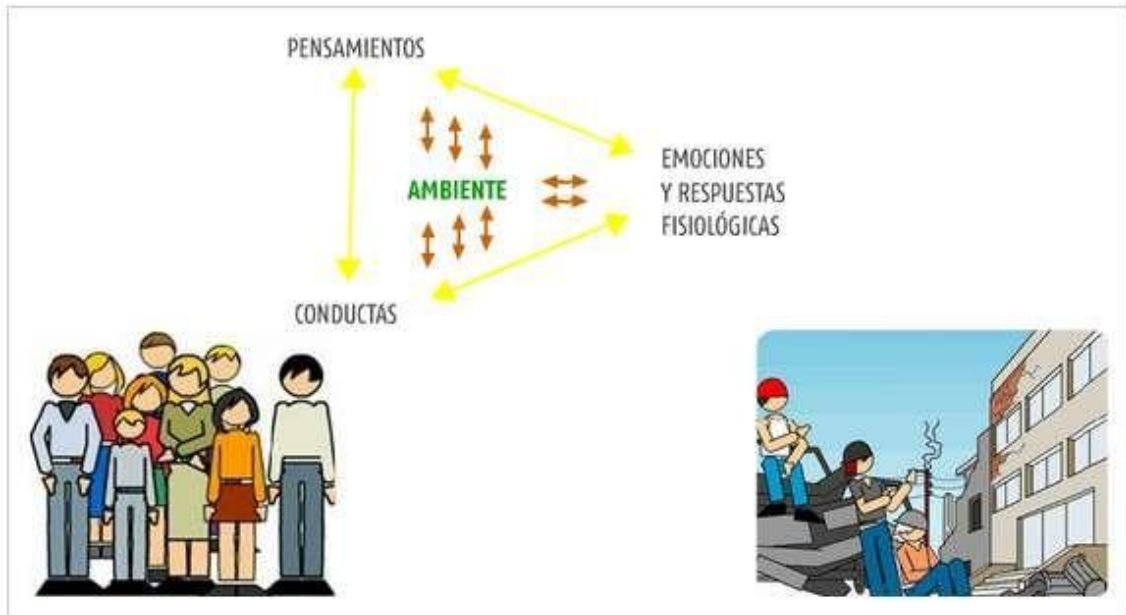 PENSAMIENTOS
EMOCIONES
Y RESPUESTAS
FISIOLÓGICAS
AMBIENTE
CONDUCTAS